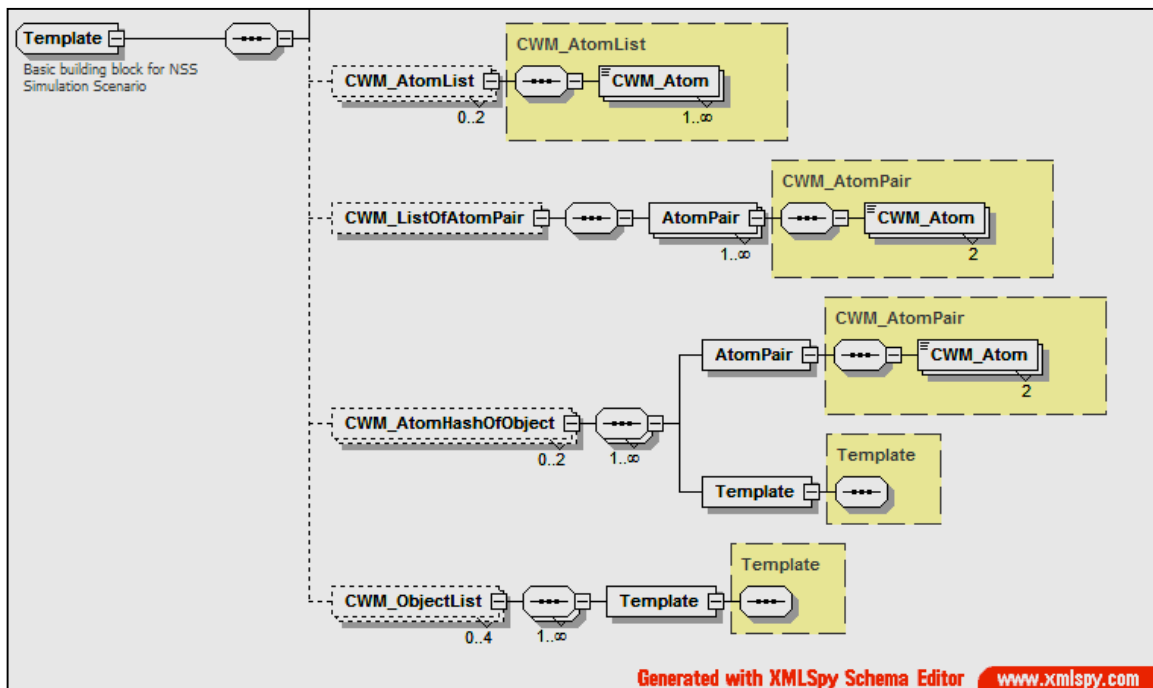 Template
Basic building block for NSS
Simulation Scenario
CWM_AtomList
CWM_AtomList
CWM_Atom
0..2
1..∞
CWM_AtomPair
CWM_ListOfAtomPair
AtomPair
CWM_Atom
1..∞
2
CWM_AtomPair
AtomPair
CWM_Atom
2
CWM_AtomHashOfObject
0..2
1..∞
Template
Template
Template
CWM_ObjectList
Template
0..4
1..∞
Generated with XMLSpy Schema Editor www.xmlspy.com